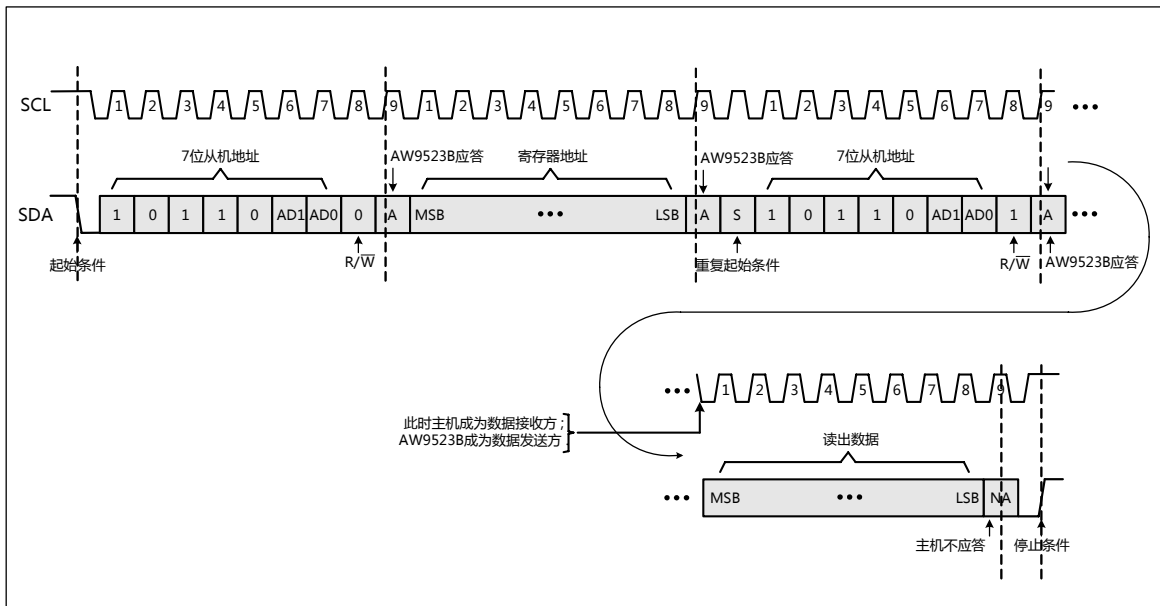 SCL 1 2 3 4 5 6 7 8 9 1 2 3 4 5 6 7 8 9 1 2 3 4 5 6 7 8 9 •••
7位从机地址 AW9523B应答 寄存器地址 AW9523B应答 7位从机地址
SDA 1 0 1 1 0 AD1 AD0 0 A MSB ••• LSB A S 1 0 1 1 0 AD1 AD0 1 A •••
起始条件 R/W̅ 重复起始条件 R/W̅ AW9523B应答
••• 1 2 3 4 5 6 7 8 9
此时主机成为数据接收方;
AW9523B成为数据发送方
读出数据
••• MSB ••• LSB NA
主机不应答 停止条件